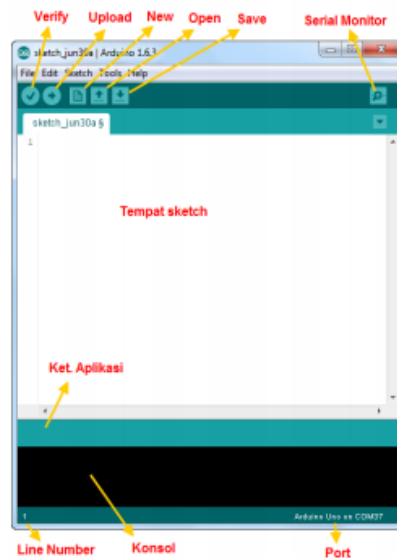 Verify Upload New Open Save Serial Monitor
sketch_jun30a | Arduino 1.6.3
File Edit Sketch Tools Help
sketch_jun30a §
1
Tempat sketch
Ket. Aplikasi
1 Arduino Uno on COM37
Line Number Konsol Port